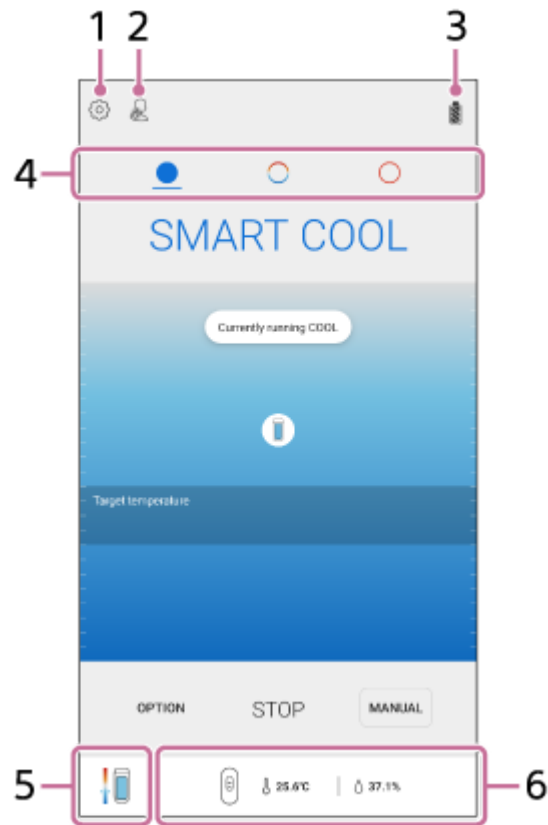 1 2 3
4
SMART COOL
Currently running COOL
Target temperature
OPTION STOP MANUAL
5 25.6°C 37.1% 6